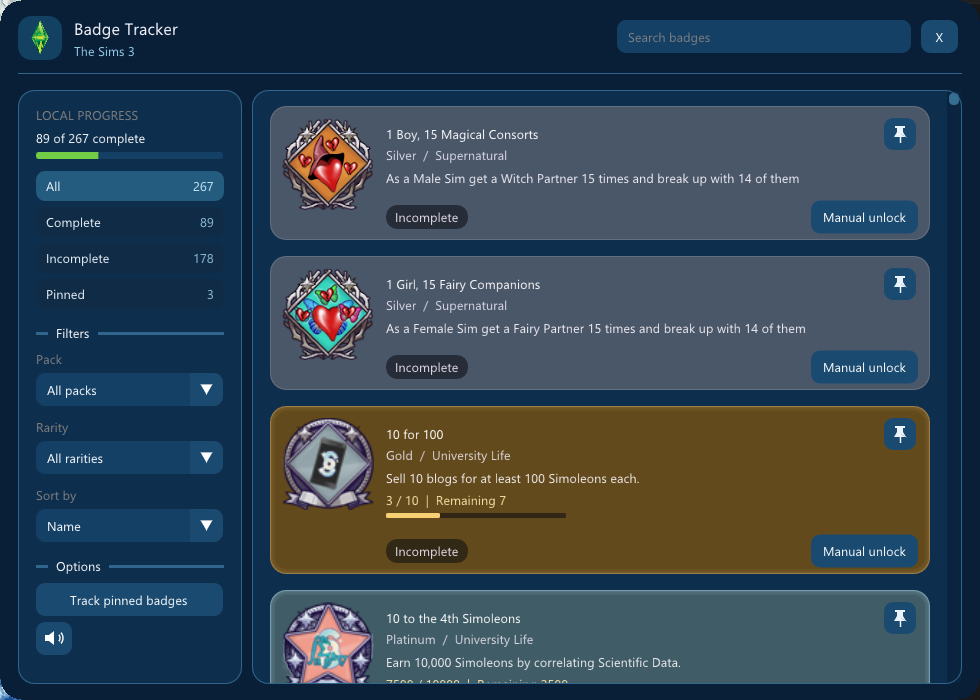 Badge Tracker
The Sims 3
Search badges
X
LOCAL PROGRESS
89 of 267 complete
All 267
Complete 89
Incomplete 178
Pinned 3
Filters
Pack
All packs
Rarity
All rarities
Sort by
Name
Options
Track pinned badges
1 Boy, 15 Magical Consorts
Silver / Supernatural
As a Male Sim get a Witch Partner 15 times and break up with 14 of them
Incomplete
Manual unlock
1 Girl, 15 Fairy Companions
Silver / Supernatural
As a Female Sim get a Fairy Partner 15 times and break up with 14 of them
Incomplete
Manual unlock
10 for 100
Gold / University Life
Sell 10 blogs for at least 100 Simoleons each.
3 / 10 | Remaining 7
Incomplete
Manual unlock
10 to the 4th Simoleons
Platinum / University Life
Earn 10,000 Simoleons by correlating Scientific Data.
7500 / 10000 | Remaining 2500